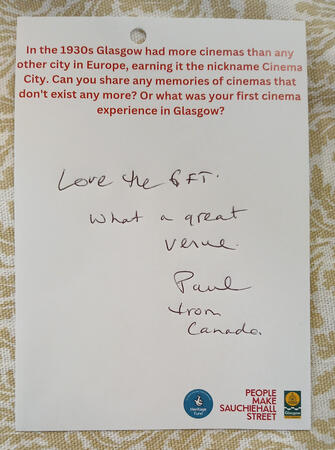 In the 1930s Glasgow had more cinemas than any
other city in Europe, earning it the nickname Cinema
City. Can you share any memories of cinemas that
don't exist any more? Or what was your first cinema
experience in Glasgow?
Love the GFT.
What a great
venue.
Paul
from
Canada.
Heritage
Fund
PEOPLE
MAKE
SAUCHIEHALL
STREET
Glasgow